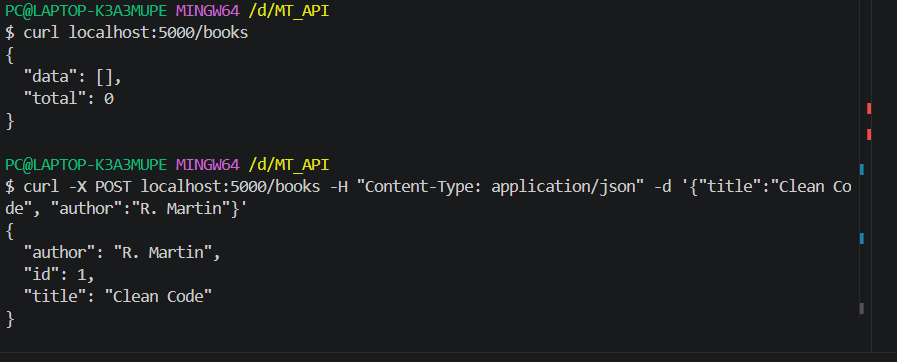 PC@LAPTOP-K3A3MUPE MINGW64 /d/MT_API
$ curl localhost:5000/books
{
  "data": [],
  "total": 0
}

PC@LAPTOP-K3A3MUPE MINGW64 /d/MT_API
$ curl -X POST localhost:5000/books -H "Content-Type: application/json" -d '{"title":"Clean Co
de", "author":"R. Martin"}'
{
  "author": "R. Martin",
  "id": 1,
  "title": "Clean Code"
}